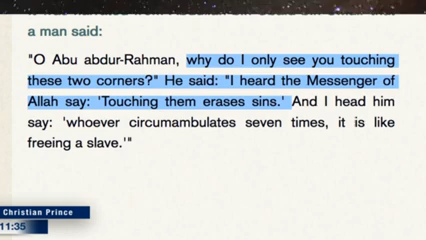 a man said:
"O Abu abdur-Rahman, why do I only see you touching
these two corners?" He said: "I heard the Messenger of
Allah say: 'Touching them erases sins.' And I head him
say: 'whoever circumambulates seven times, it is like
freeing a slave.'"
Christian Prince
11:35